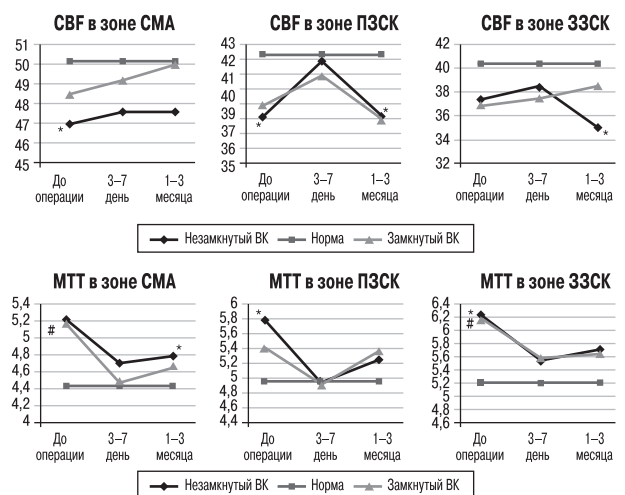 CBF в зоне СМА
51
50
49
48
47
46
45
*
До операции
3–7 день
1–3 месяца
CBF в зоне ПЗСК
43
42
41
40
39
38
37
36
35
*
*
До операции
3–7 день
1–3 месяца
CBF в зоне ЗЗСК
42
40
38
36
34
32
*
До операции
3–7 день
1–3 месяца
Незамкнутый ВК Норма Замкнутый ВК
МТТ в зоне СМА
5,4
5,2
5
4,8
4,6
4,4
4,2
4
#
*
До операции
3–7 день
1–3 месяца
МТТ в зоне ПЗСК
6
5,8
5,6
5,4
5,2
5
4,8
4,6
4,4
*
До операции
3–7 день
1–3 месяца
МТТ в зоне ЗЗСК
6,4
6,2
6
5,8
5,6
5,4
5,2
5
4,8
4,6
*
#
До операции
3–7 день
1–3 месяца
Незамкнутый ВК Норма Замкнутый ВК